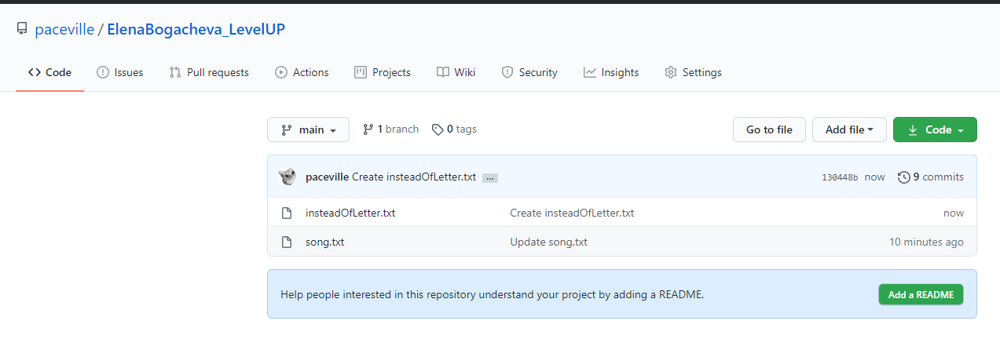 paceville / ElenaBogacheva_LevelUP
Code Issues Pull requests Actions Projects Wiki Security Insights Settings
main 1 branch 0 tags Go to file Add file Code
paceville Create insteadOfLetter.txt ... 130448b now 9 commits
insteadOfLetter.txt Create insteadOfLetter.txt now
song.txt Update song.txt 10 minutes ago
Help people interested in this repository understand your project by adding a README. Add a README